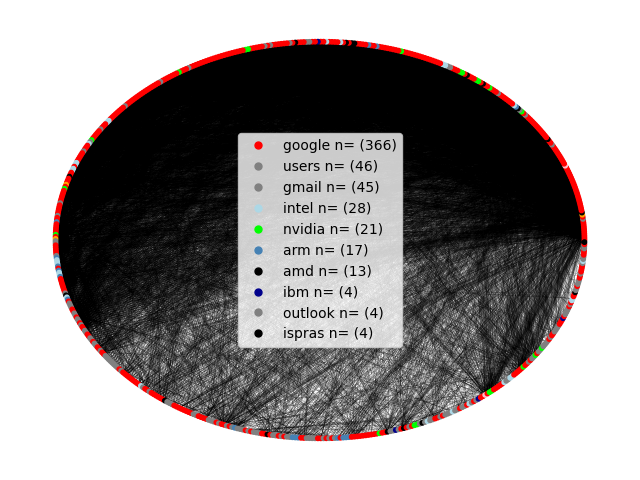 google n= (366)
users n= (46)
gmail n= (45)
intel n= (28)
nvidia n= (21)
arm n= (17)
amd n= (13)
ibm n= (4)
outlook n= (4)
ispras n= (4)